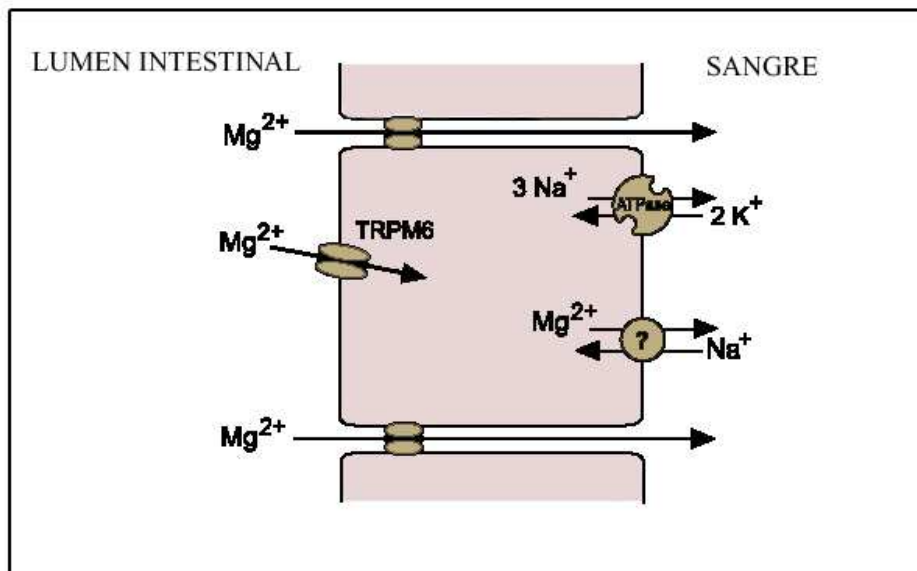 LUMEN INTESTINAL
SANGRE
Mg2+
3 Na+
ATPase
2 K+
TRPM6
Mg2+
Mg2+
?
Na+
Mg2+